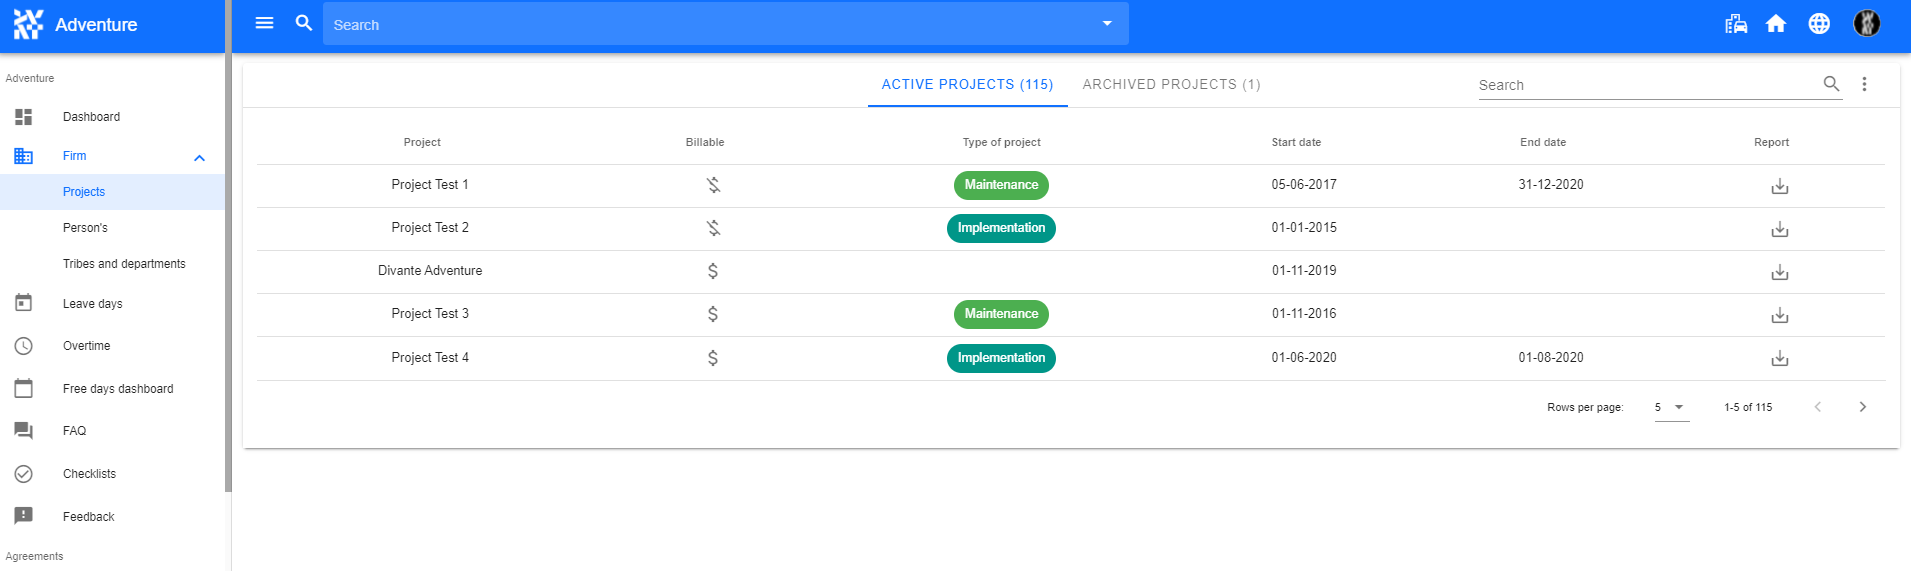 Adventure
Search
Adventure
Dashboard
Firm
Projects
Person's
Tribes and departments
Leave days
Overtime
Free days dashboard
FAQ
Checklists
Feedback
Agreements
ACTIVE PROJECTS (115) ARCHIVED PROJECTS (1) Search
Project Billable Type of project Start date End date Report
Project Test 1 Maintenance 05-06-2017 31-12-2020
Project Test 2 Implementation 01-01-2015
Divante Adventure 01-11-2019
Project Test 3 Maintenance 01-11-2016
Project Test 4 Implementation 01-06-2020 01-08-2020
Rows per page: 5 1-5 of 115